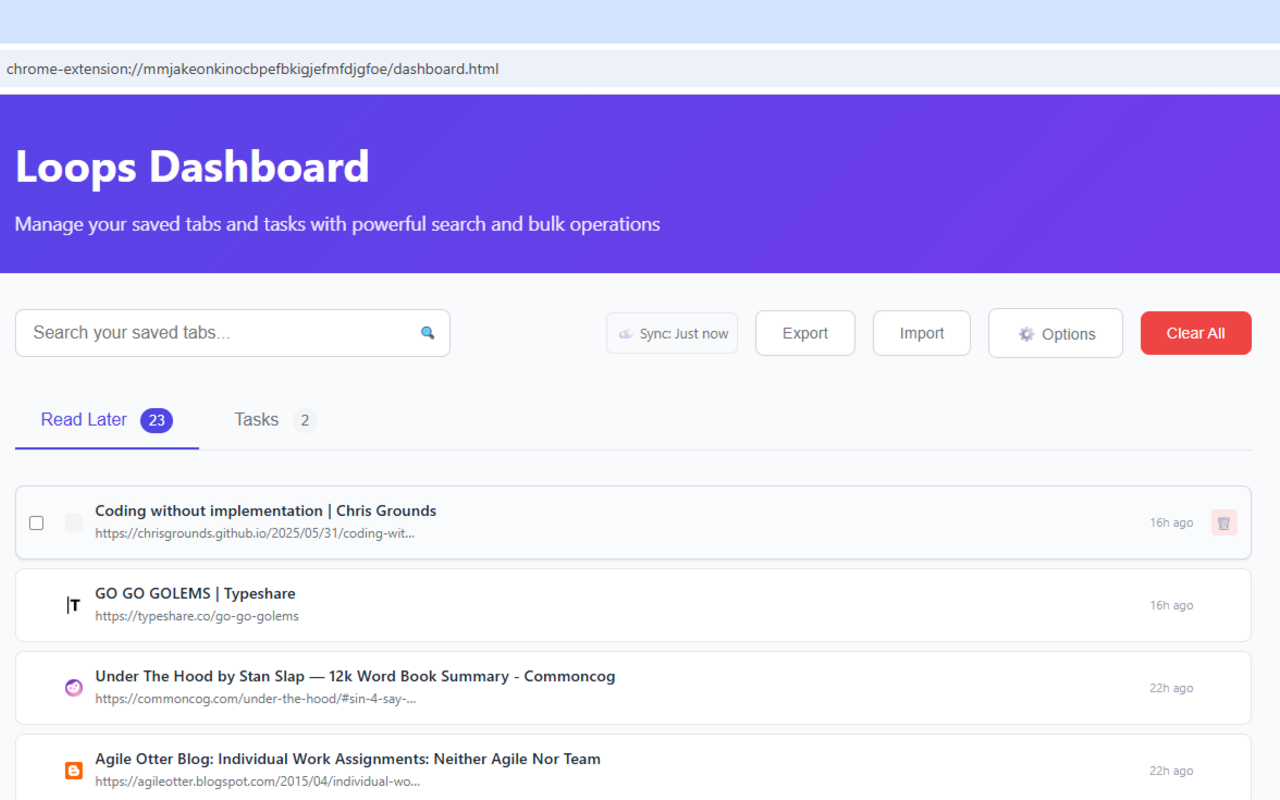 chrome-extension://mmjakeonkinocbpefbkigjefmfdjgfoe/dashboard.html
Loops Dashboard
Manage your saved tabs and tasks with powerful search and bulk operations
Search your saved tabs...
Sync: Just now
Export
Import
Options
Clear All
Read Later 23
Tasks 2
Coding without implementation | Chris Grounds
https://chrisgrounds.github.io/2025/05/31/coding-wit...
16h ago
GO GO GOLEMS | Typeshare
https://typeshare.co/go-go-golems
16h ago
Under The Hood by Stan Slap — 12k Word Book Summary - Commoncog
https://commoncog.com/under-the-hood/#sin-4-say-...
22h ago
Agile Otter Blog: Individual Work Assignments: Neither Agile Nor Team
https://agileotter.blogspot.com/2015/04/individual-wo...
22h ago